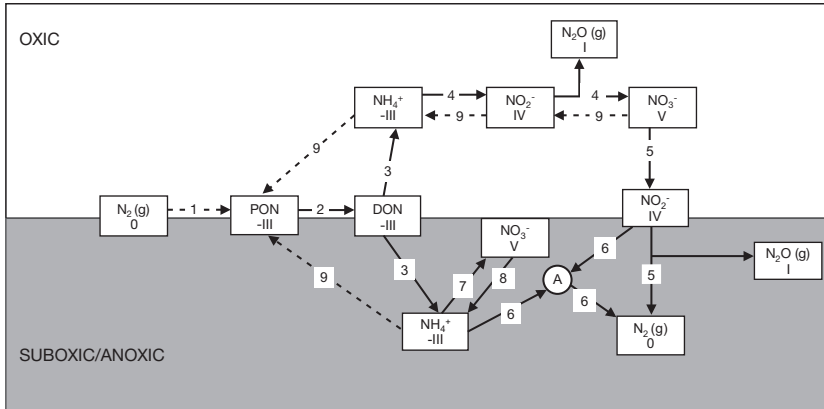 OXIC
N₂O (g)
I
NH₄⁺
-III
4
NO₂⁻
IV
4
NO₃⁻
V
9
9
9
3
5
N₂ (g)
0
1
PON
-III
2
DON
-III
NO₂⁻
IV
NO₃⁻
V
6
N₂O (g)
I
3
9
7
8
A
5
6
6
NH₄⁺
-III
N₂ (g)
0
SUBOXIC/ANOXIC